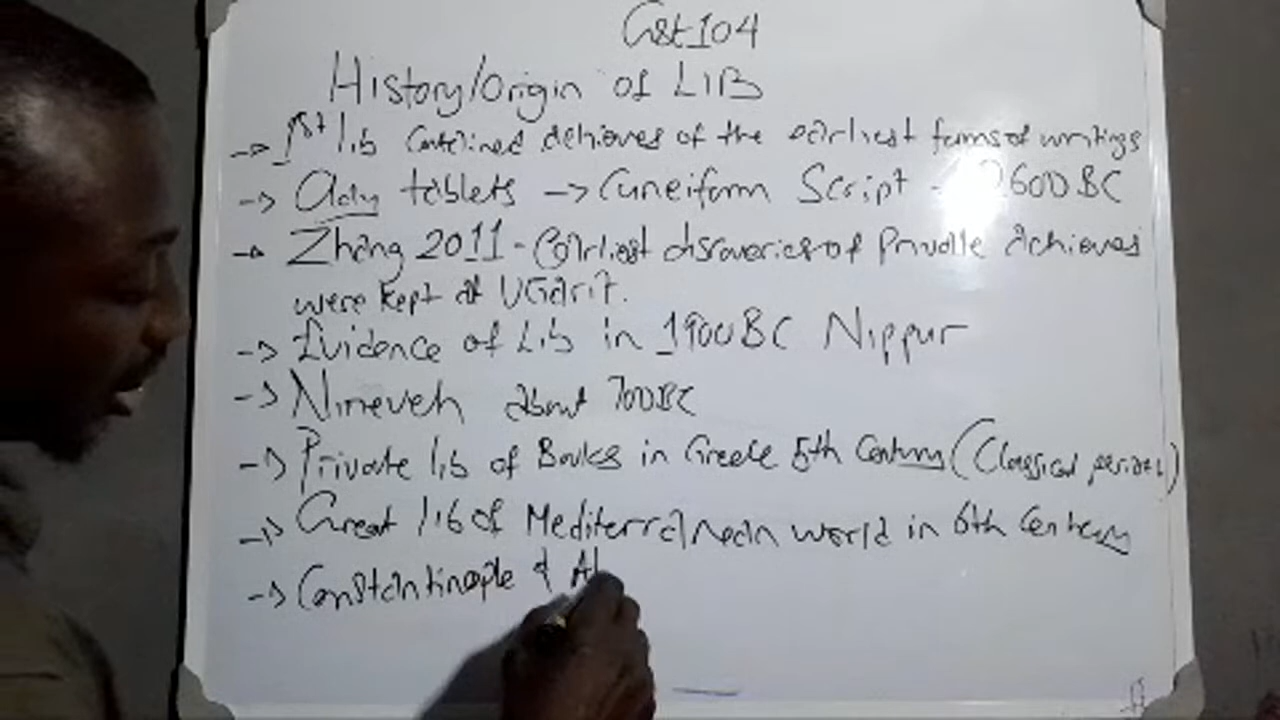 Gst 104
History/Origin of LIB
→ 1st lib contained achieves of the earliest forms of writings
→ Clay tablets → Cuneiform Script - 2600BC
→ Zhang 2011 - Earliest discoveries of Private achieves
were kept at UGarit.
→ Evidence of Lib in 1900BC Nippur
→ Nineveh about 700BC
→ Private lib of Books in Greece 5th Century (Classical period)
→ Great lib of Mediterranean world in 6th Century
→ Constantinople & Al